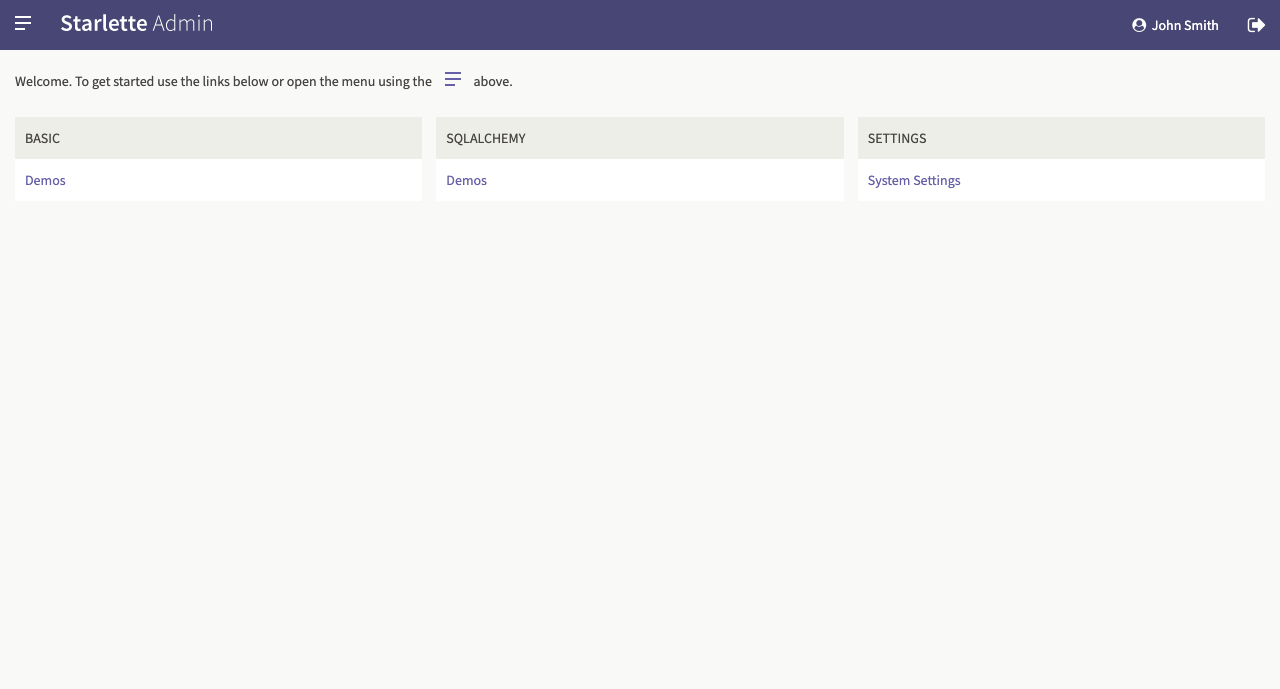 Starlette Admin
John Smith
Welcome. To get started use the links below or open the menu using the above.
BASIC
Demos
SQLALCHEMY
Demos
SETTINGS
System Settings